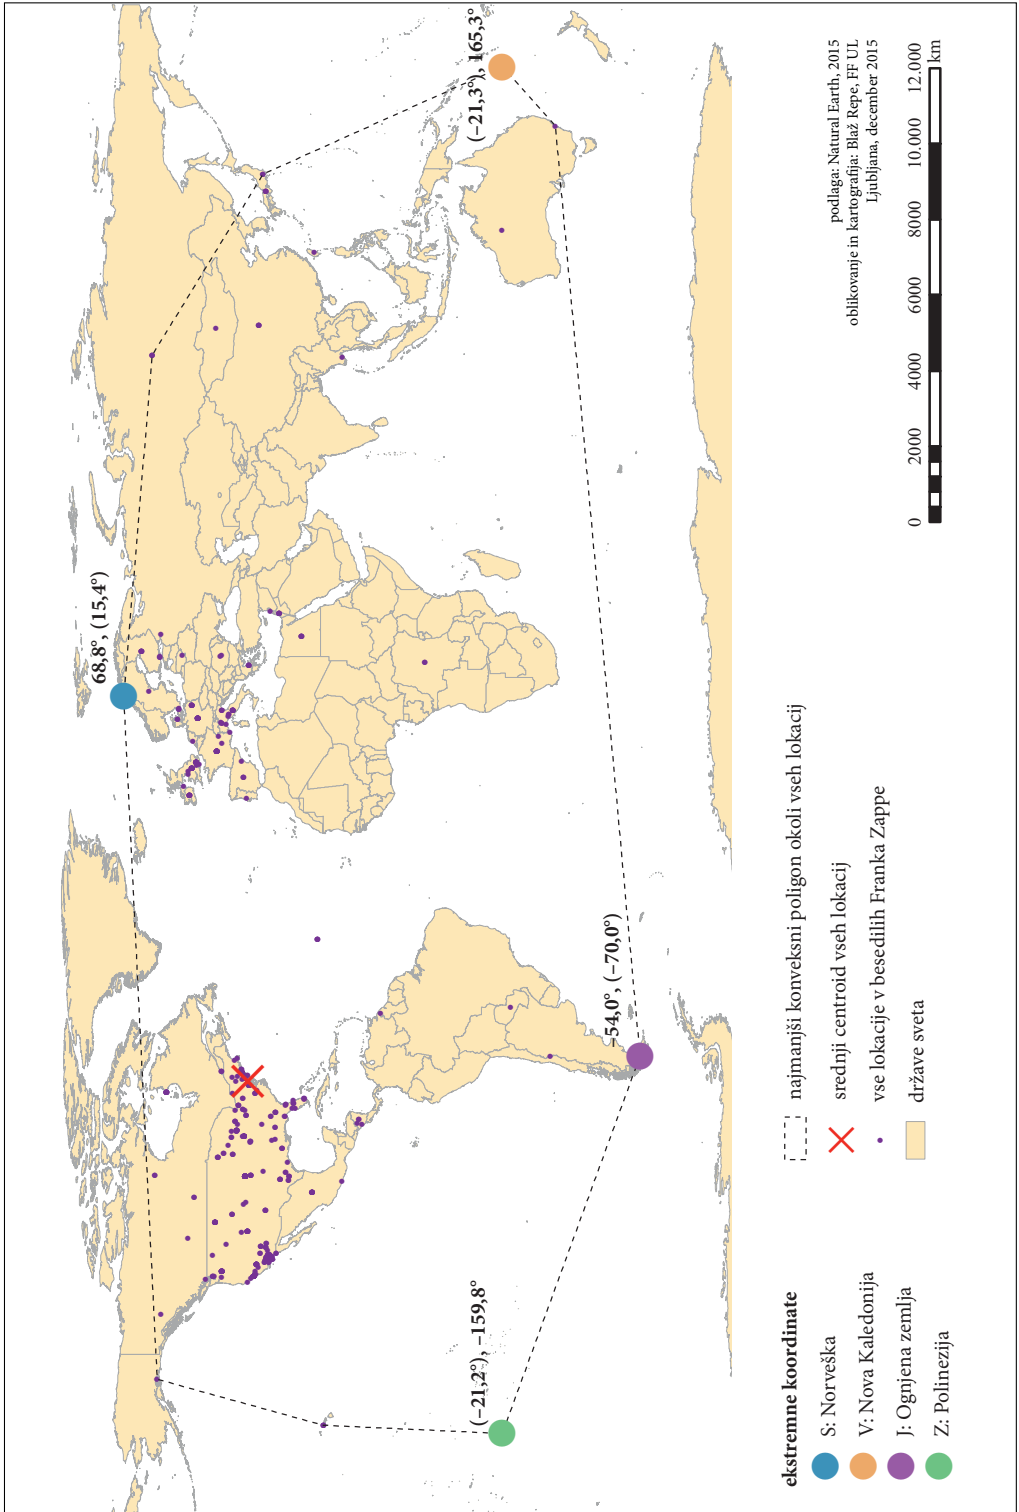 68,8°, (15,4°)
(−21,3°), 165,3°
(−21,2°), −159,8°
−54,0°, (−70,0°)
ekstremne koordinate
S: Norveška
V: Nova Kaledonija
J: Ognjena zemlja
Z: Polinezija
najmanjši konveksni poligon okoli vseh lokacij
srednji centroid vseh lokacij
vse lokacije v besedilih Franka Zappe
države sveta
podlaga: Natural Earth, 2015
oblikovanje in kartografija: Blaž Repe, FF UL
Ljubljana, december 2015
0 2000 4000 6000 8000 10.000 12.000
km